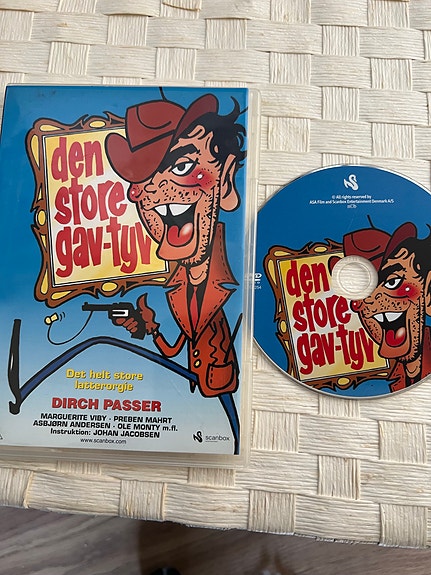 den
store
gav-tyv
Det helt store
latterorgie
DIRCH PASSER
MARGUERITE VIBY · PREBEN MAHRT
ASBJØRN ANDERSEN · OLE MONTY m.fl.
Instruktion: JOHAN JACOBSEN
www.scanbox.com
scanbox
© All rights reserved by
ASA Film and Scanbox Entertainment Denmark A/S
den
store
gav-tyv